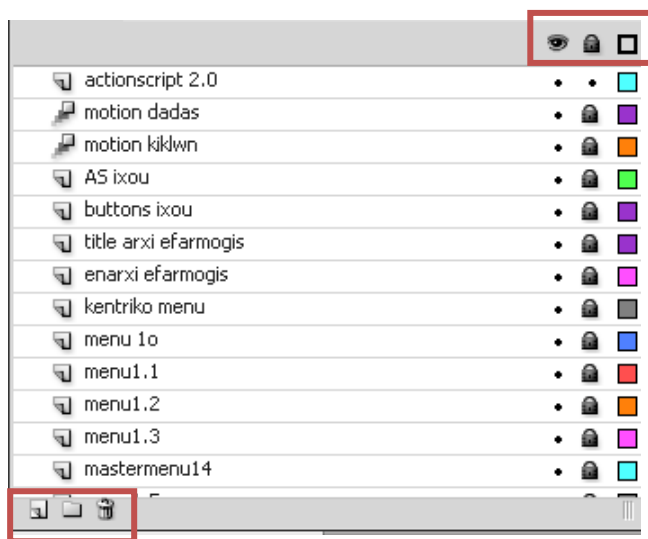 actionscript 2.0
motion dadas
motion kiklwn
AS ixou
buttons ixou
title arxi efarmogis
enarxi efarmogis
kentriko menu
menu 1o
menu1.1
menu1.2
menu1.3
mastermenu14